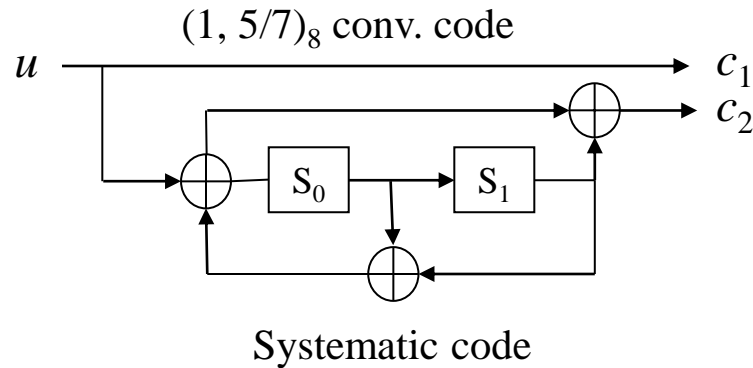 (1, 5/7)₈ conv. code
u
c₁
c₂
S₀
S₁
Systematic code